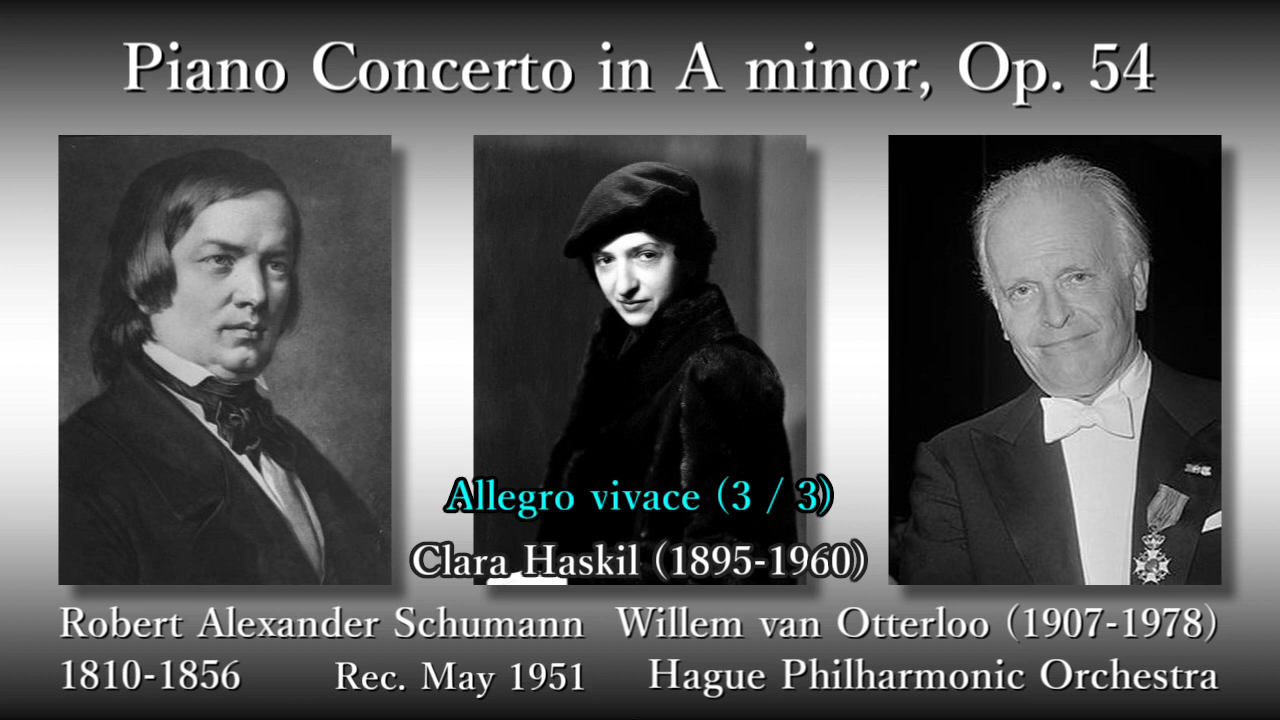 Piano Concerto in A minor, Op. 54
Allegro vivace (3 / 3)
Clara Haskil (1895-1960)
Robert Alexander Schumann
1810-1856
Rec. May 1951
Willem van Otterloo (1907-1978)
Hague Philharmonic Orchestra